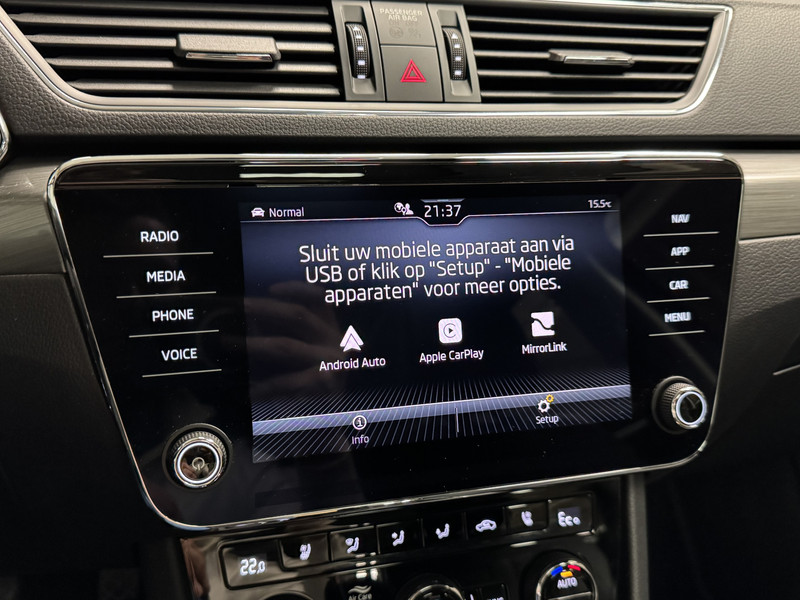 PASSENGER
AIR BAG
Normal
21:37
15.5°C
RADIO
MEDIA
PHONE
VOICE
Sluit uw mobiele apparaat aan via
USB of klik op "Setup" - "Mobiele
apparaten" voor meer opties.
Android Auto
Apple CarPlay
MirrorLink
Info
Setup
NAV
APP
CAR
MENU
22.0
Air Care
AUTO